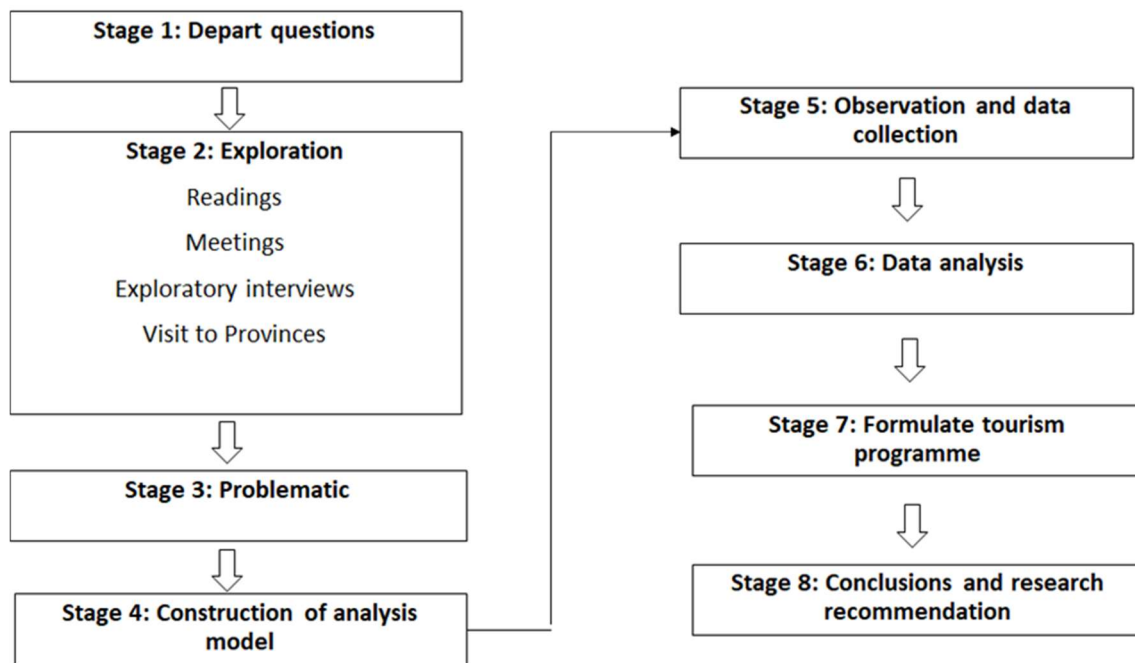 Stage 1: Depart questions
Stage 2: Exploration
Readings
Meetings
Exploratory interviews
Visit to Provinces
Stage 3: Problematic
Stage 4: Construction of analysis
model
Stage 5: Observation and data
collection
Stage 6: Data analysis
Stage 7: Formulate tourism
programme
Stage 8: Conclusions and research
recommendation